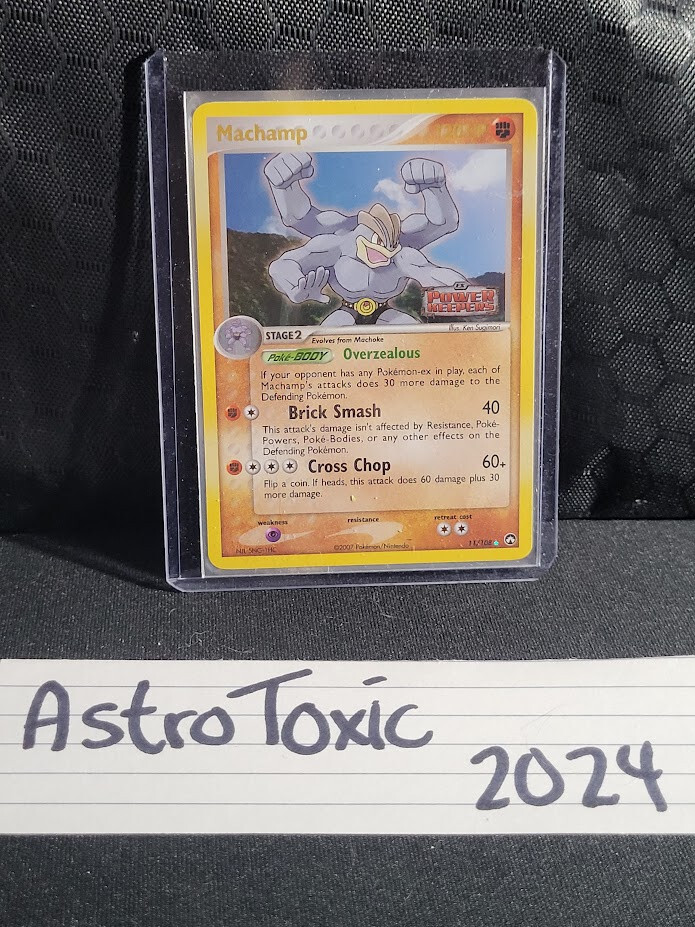 Machamp
EX
POWER
KEEPERS
Illus. Ken Sugimori
STAGE2
Evolves from Machoke
Poké-BODY Overzealous
If your opponent has any Pokémon-ex in play, each of
Machamp's attacks does 30 more damage to the
Defending Pokémon.
Brick Smash 40
This attack's damage isn't affected by Resistance, Poké-
Powers, Poké-Bodies, or any other effects on the
Defending Pokémon.
Cross Chop 60+
Flip a coin. If heads, this attack does 60 damage plus 30
more damage.
weakness resistance retreat cost
©2007 Pokémon/Nintendo 11/108
AstroToxic
2024